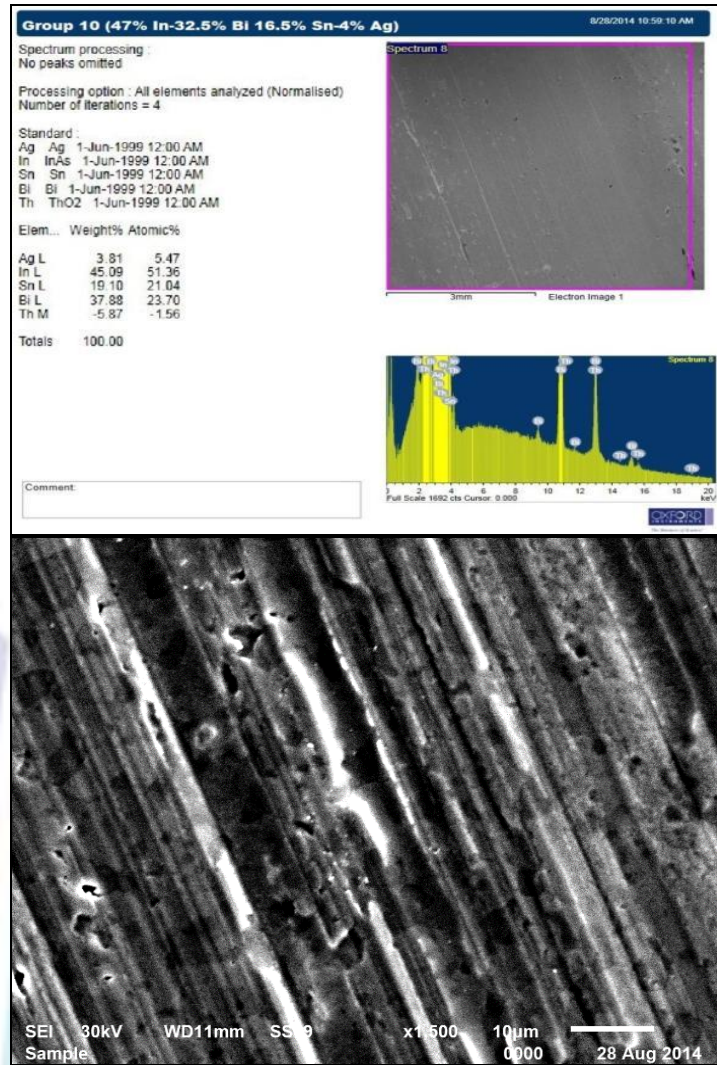 Group 10 (47% In-32.5% Bi 16.5% Sn-4% Ag)
8/28/2014 10:59:10 AM
Spectrum processing :
No peaks omitted
Processing option : All elements analyzed (Normalised)
Number of iterations = 4
Standard :
Ag Ag 1-Jun-1999 12:00 AM
In InAs 1-Jun-1999 12:00 AM
Sn Sn 1-Jun-1999 12:00 AM
Bi Bi 1-Jun-1999 12:00 AM
Th ThO2 1-Jun-1999 12:00 AM
Elem... Weight% Atomic%
Ag L 3.81 5.47
In L 45.09 51.36
Sn L 19.10 21.04
Bi L 37.88 23.70
Th M -5.87 -1.56
Totals 100.00
Comment:
Spectrum 8
3mm Electron Image 1
Spectrum 8
0 2 4 6 8 10 12 14 16 18 20
Full Scale 1692 cts Cursor: 0.000 keV
OXFORD
INSTRUMENTS
SEI 30kV WD11mm x1,500 10µm
Sample 0000 28 Aug 2014